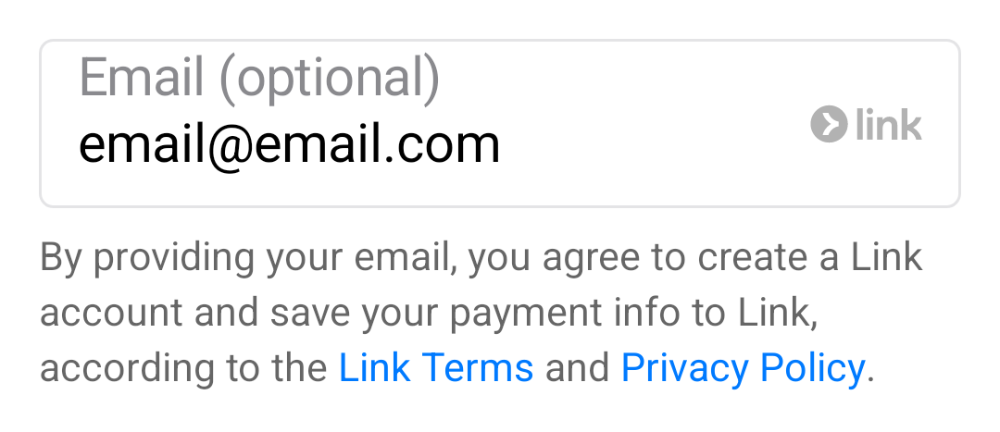 Email (optional)
email@email.com
link
By providing your email, you agree to create a Link
account and save your payment info to Link,
according to the Link Terms and Privacy Policy.